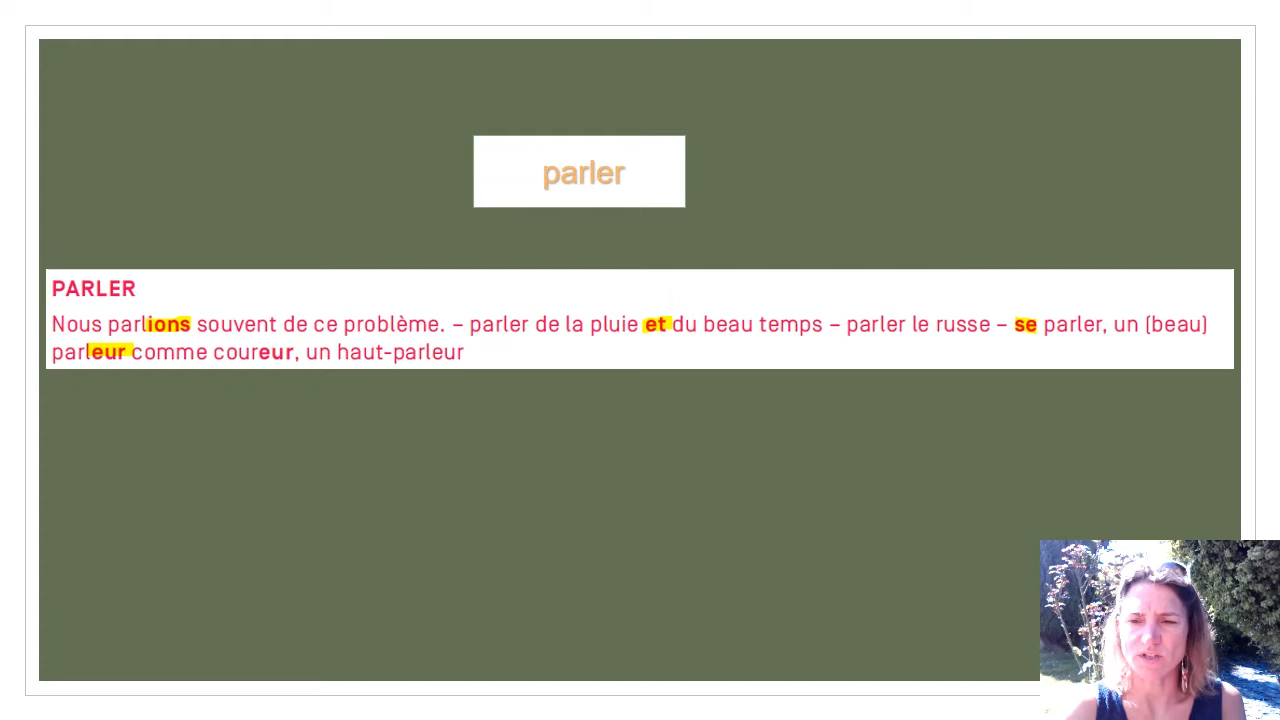 parler
PARLER
Nous parlions souvent de ce problème. – parler de la pluie et du beau temps – parler le russe – se parler, un (beau)
parleur comme coureur, un haut-parleur